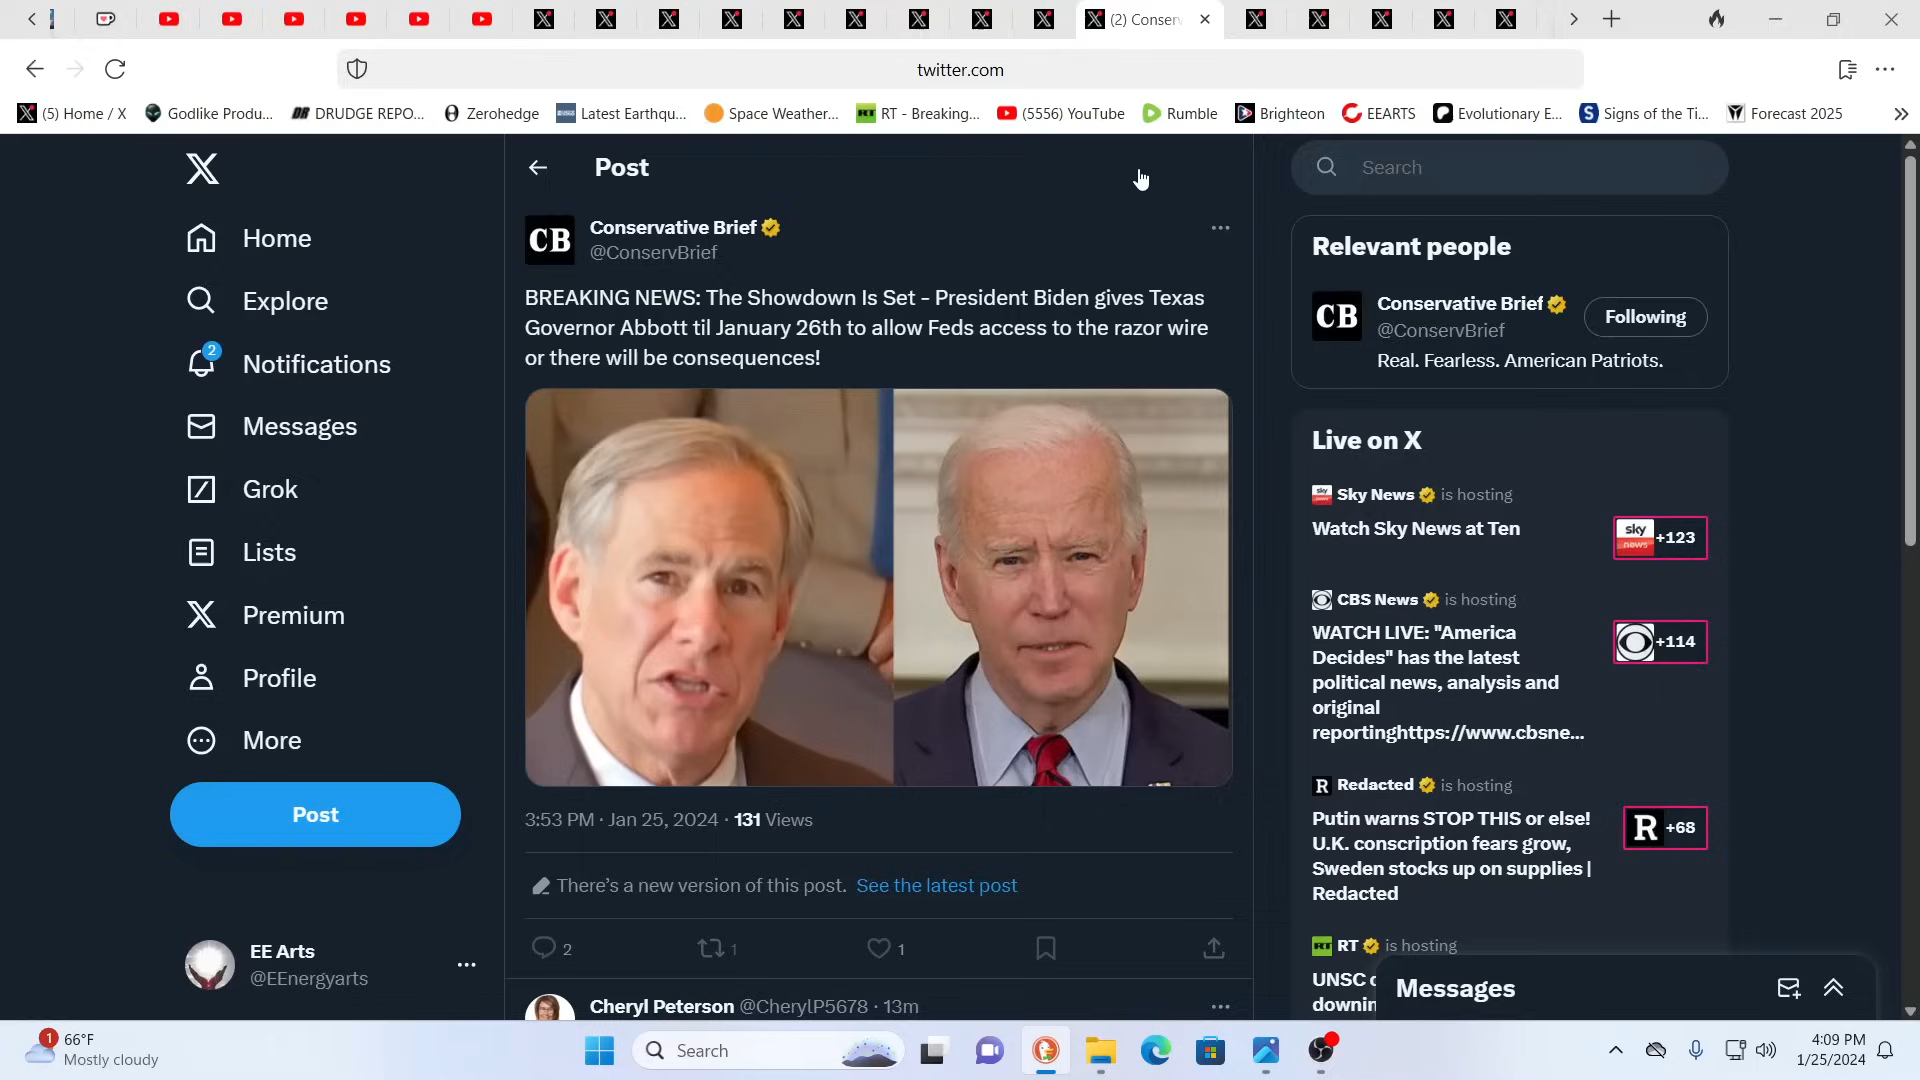 (2) Conser
twitter.com
(5) Home / X
Godlike Produ...
DRUDGE REPO...
Zerohedge
Latest Earthqu...
Space Weather...
RT - Breaking...
(5556) YouTube
Rumble
Brighteon
EEARTS
Evolutionary E...
Signs of the Ti...
Forecast 2025
Home
Explore
2
Notifications
Messages
Grok
Lists
Premium
Profile
More
Post
EE Arts
@EEnergyarts
Post
CB
Conservative Brief
@ConservBrief
BREAKING NEWS: The Showdown Is Set - President Biden gives Texas
Governor Abbott til January 26th to allow Feds access to the razor wire
or there will be consequences!
3:53 PM · Jan 25, 2024 · 131 Views
There's a new version of this post. See the latest post
2
1
1
Cheryl Peterson @CherylP5678 · 13m
Search
Relevant people
CB
Conservative Brief
@ConservBrief
Following
Real. Fearless. American Patriots.
Live on X
Sky News is hosting
Watch Sky News at Ten
sky news +123
CBS News is hosting
WATCH LIVE: "America
Decides" has the latest
political news, analysis and
original
reportinghttps://www.cbsne...
+114
R Redacted is hosting
Putin warns STOP THIS or else!
U.K. conscription fears grow,
Sweden stocks up on supplies |
Redacted
R +68
RT RT is hosting
UNSC
downin
Messages
1
66°F
Mostly cloudy
Search
4:09 PM
1/25/2024